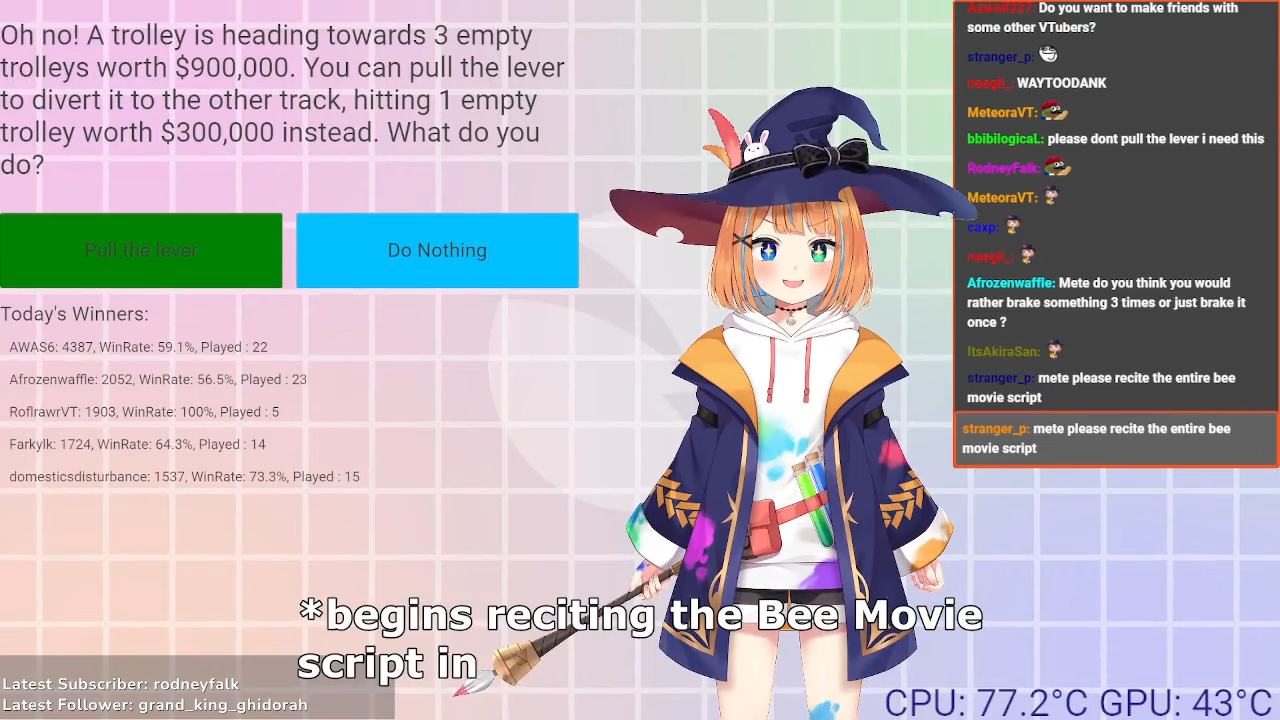 Oh no! A trolley is heading towards 3 empty
trolleys worth $900,000. You can pull the lever
to divert it to the other track, hitting 1 empty
trolley worth $300,000 instead. What do you
do?
Pull the lever
Do Nothing
Today's Winners:
AWAS6: 4387, WinRate: 59.1%, Played : 22
Afrozenwaffle: 2052, WinRate: 56.5%, Played : 23
RoflrawrVT: 1903, WinRate: 100%, Played : 5
Farkylk: 1724, WinRate: 64.3%, Played : 14
domesticsdisturbance: 1537, WinRate: 73.3%, Played : 15
*begins reciting the Bee Movie
script in
Latest Subscriber: rodneyfalk
Latest Follower: grand_king_ghidorah
Azwolf227: Do you want to make friends with
some other VTubers?
stranger_p:
WAYTOODANK
MeteoraVT:
bbibilogicaL: please dont pull the lever i need this
RodneyFalk:
MeteoraVT:
caxp:
Afrozenwaffle: Mete do you think you would
rather brake something 3 times or just brake it
once ?
ItsAkiraSan:
stranger_p: mete please recite the entire bee
movie script
stranger_p: mete please recite the entire bee
movie script
CPU: 77.2°C GPU: 43°C